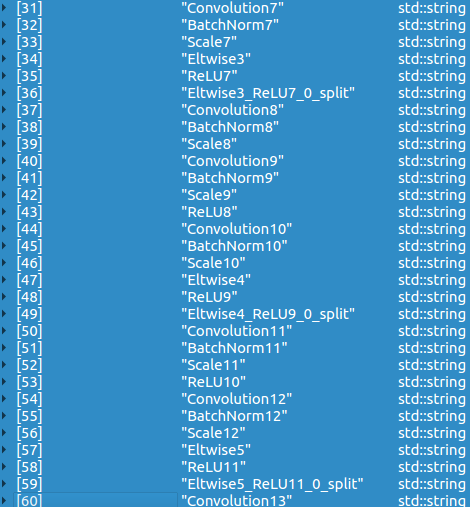 [31] "Convolution7" std::string
[32] "BatchNorm7" std::string
[33] "Scale7" std::string
[34] "Eltwise3" std::string
[35] "ReLU7" std::string
[36] "Eltwise3_ReLU7_0_split" std::string
[37] "Convolution8" std::string
[38] "BatchNorm8" std::string
[39] "Scale8" std::string
[40] "Convolution9" std::string
[41] "BatchNorm9" std::string
[42] "Scale9" std::string
[43] "ReLU8" std::string
[44] "Convolution10" std::string
[45] "BatchNorm10" std::string
[46] "Scale10" std::string
[47] "Eltwise4" std::string
[48] "ReLU9" std::string
[49] "Eltwise4_ReLU9_0_split" std::string
[50] "Convolution11" std::string
[51] "BatchNorm11" std::string
[52] "Scale11" std::string
[53] "ReLU10" std::string
[54] "Convolution12" std::string
[55] "BatchNorm12" std::string
[56] "Scale12" std::string
[57] "Eltwise5" std::string
[58] "ReLU11" std::string
[59] "Eltwise5_ReLU11_0_split" std::string
[60] "Convolution13" std::string